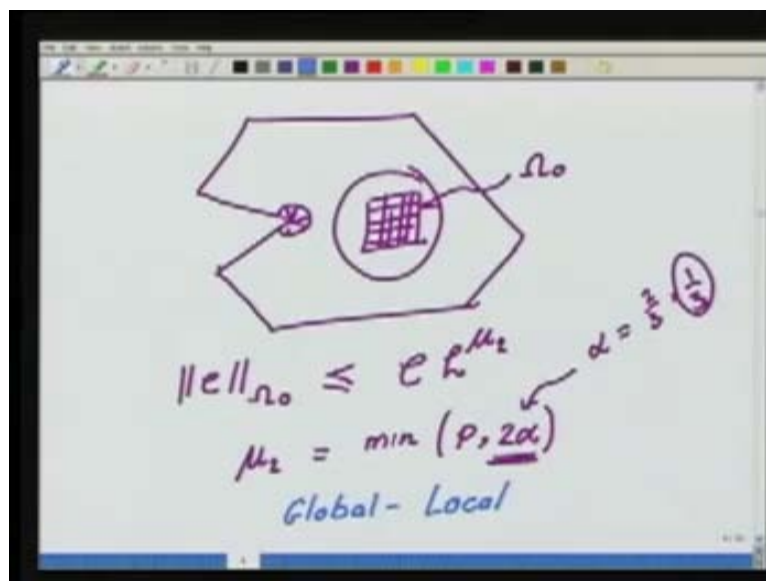 Ω₀
α = 2/3, 1/3
||e||Ω₀ ≤ C h^μ₂
μ₂ = min (P, 2α)
Global - Local